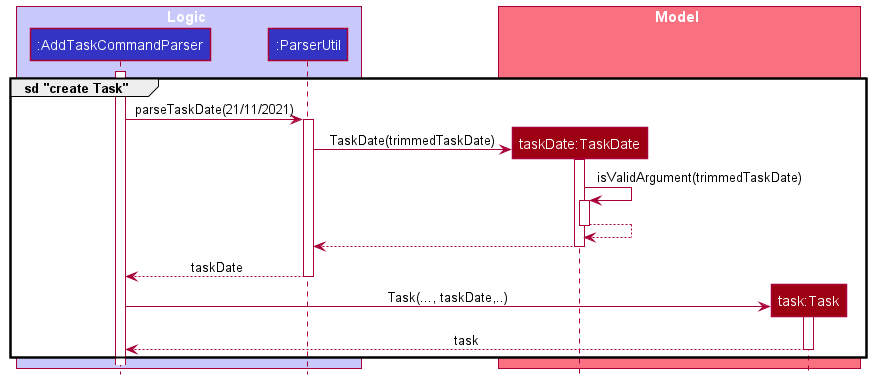 Logic
Model
:AddTaskCommandParser
:ParserUtil
sd "create Task"
parseTaskDate(21/11/2021)
TaskDate(trimmedTaskDate)
taskDate:TaskDate
isValidArgument(trimmedTaskDate)
taskDate
Task(..., taskDate,..)
task:Task
task